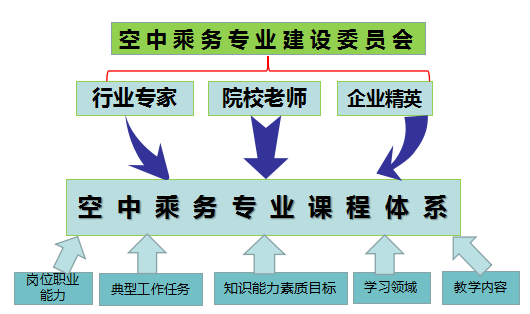 空中乘务专业建设委员会
行业专家
院校老师
企业精英
空中乘务专业课程体系
岗位职业
能力
典型工作任务
知识能力素质目标
学习领域
教学内容